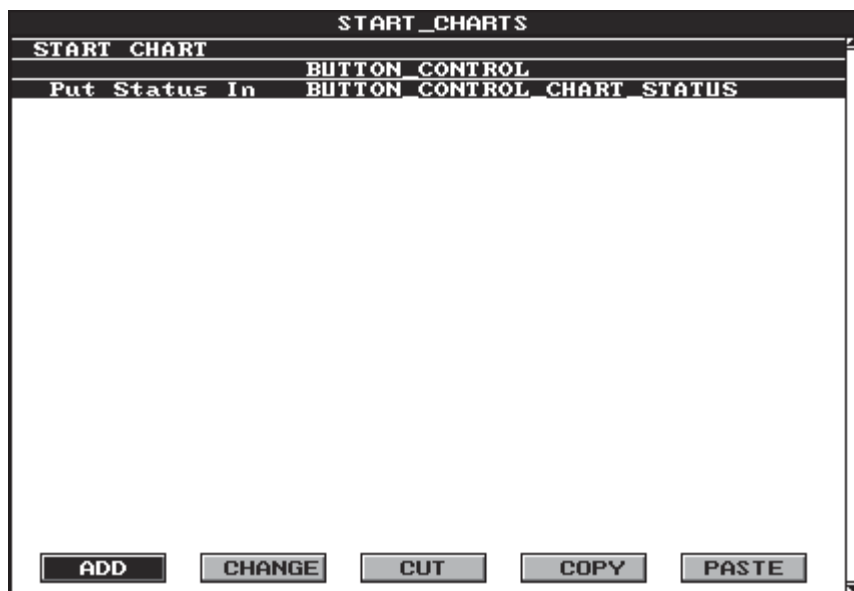 START_CHARTS
START CHART
BUTTON_CONTROL
Put Status In BUTTON_CONTROL_CHART_STATUS
ADD CHANGE CUT COPY PASTE